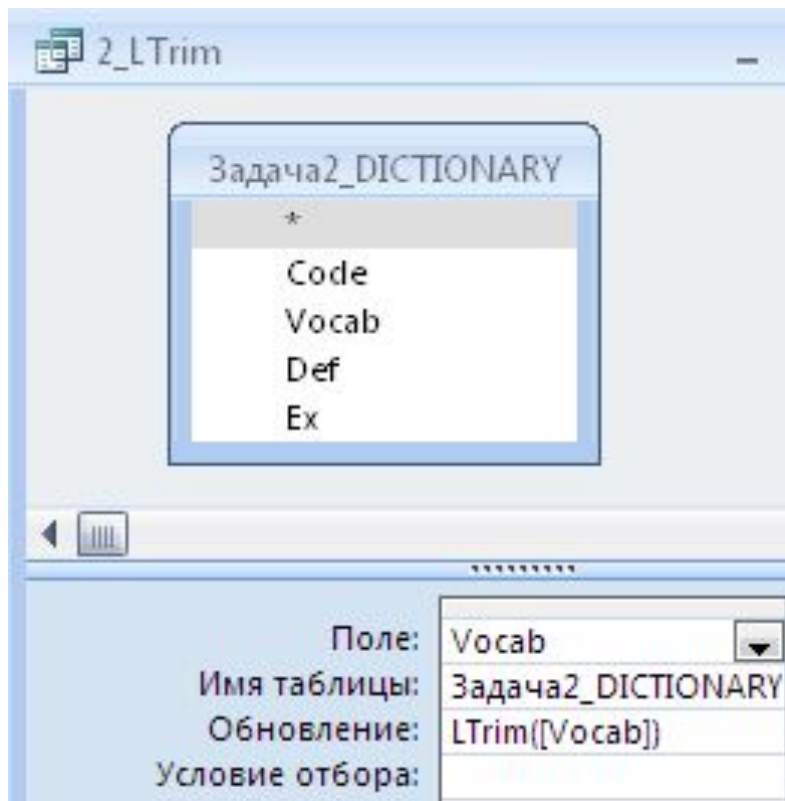 2_LTrim
Задача2_DICTIONARY
*
Code
Vocab
Def
Ex
Поле: Vocab
Имя таблицы: Задача2_DICTIONARY
Обновление: LTrim([Vocab])
Условие отбора: